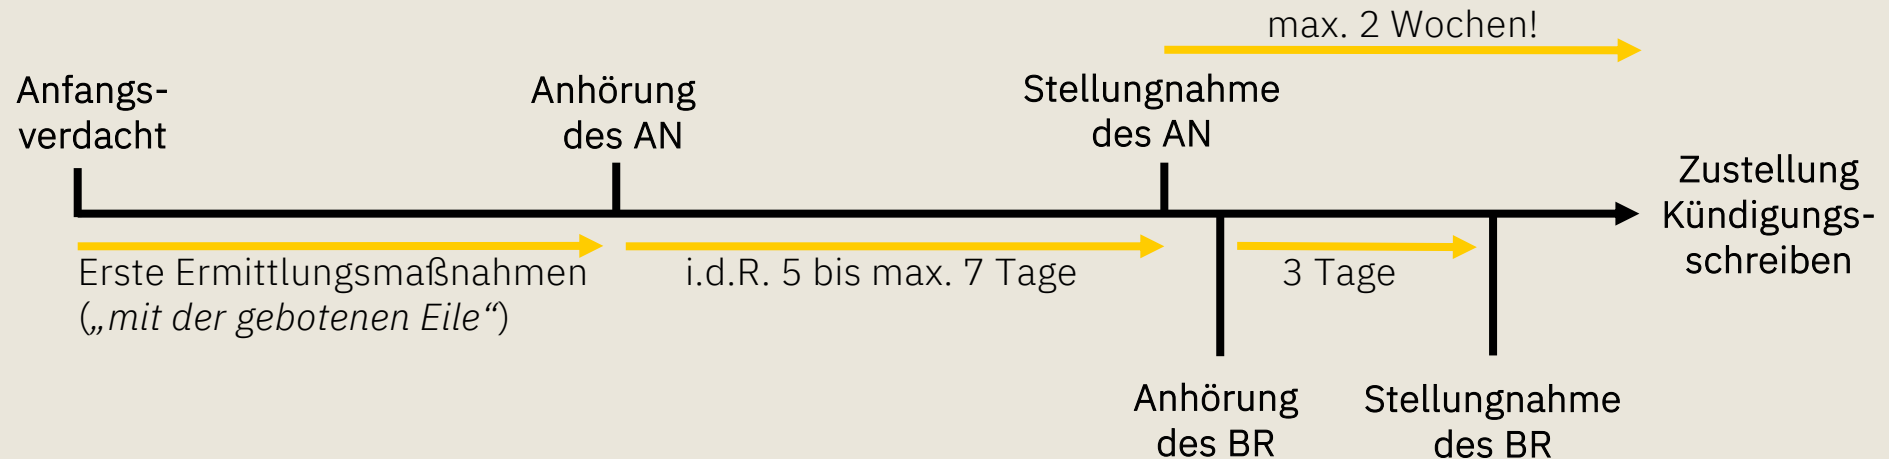 max. 2 Wochen!
Anfangs-
verdacht
Anhörung
des AN
Stellungnahme
des AN
Zustellung
Kündigungs-
schreiben
Erste Ermittlungsmaßnahmen
(„mit der gebotenen Eile“)
i.d.R. 5 bis max. 7 Tage
3 Tage
Anhörung
des BR
Stellungnahme
des BR